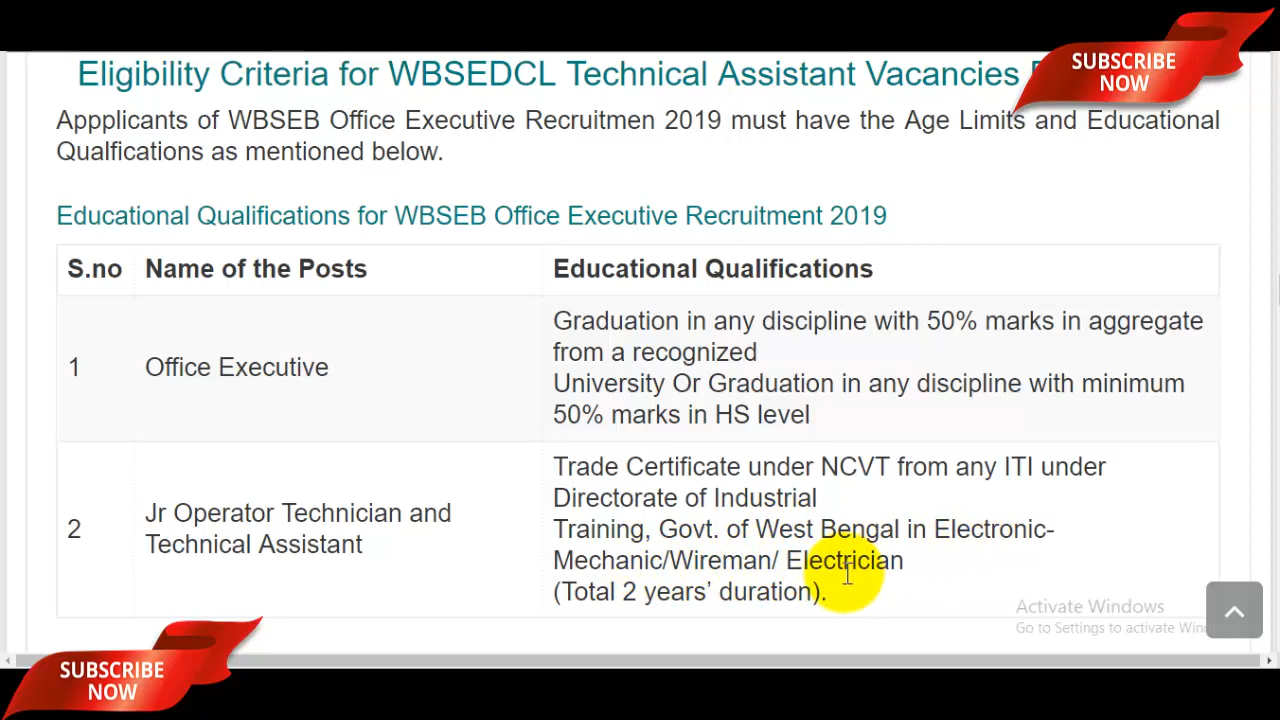 Eligibility Criteria for WBSEDCL Technical Assistant Vacancies
SUBSCRIBE
NOW
Appplicants of WBSEB Office Executive Recruitmen 2019 must have the Age Limits and Educational
Qualfications as mentioned below.
Educational Qualifications for WBSEB Office Executive Recruitment 2019
S.no Name of the Posts Educational Qualifications
1 Office Executive
Graduation in any discipline with 50% marks in aggregate
from a recognized
University Or Graduation in any discipline with minimum
50% marks in HS level
2 Jr Operator Technician and
Technical Assistant
Trade Certificate under NCVT from any ITI under
Directorate of Industrial
Training, Govt. of West Bengal in Electronic-
Mechanic/Wireman/ Electrician
(Total 2 years’ duration).
Activate Windows
Go to Settings to activate
SUBSCRIBE
NOW